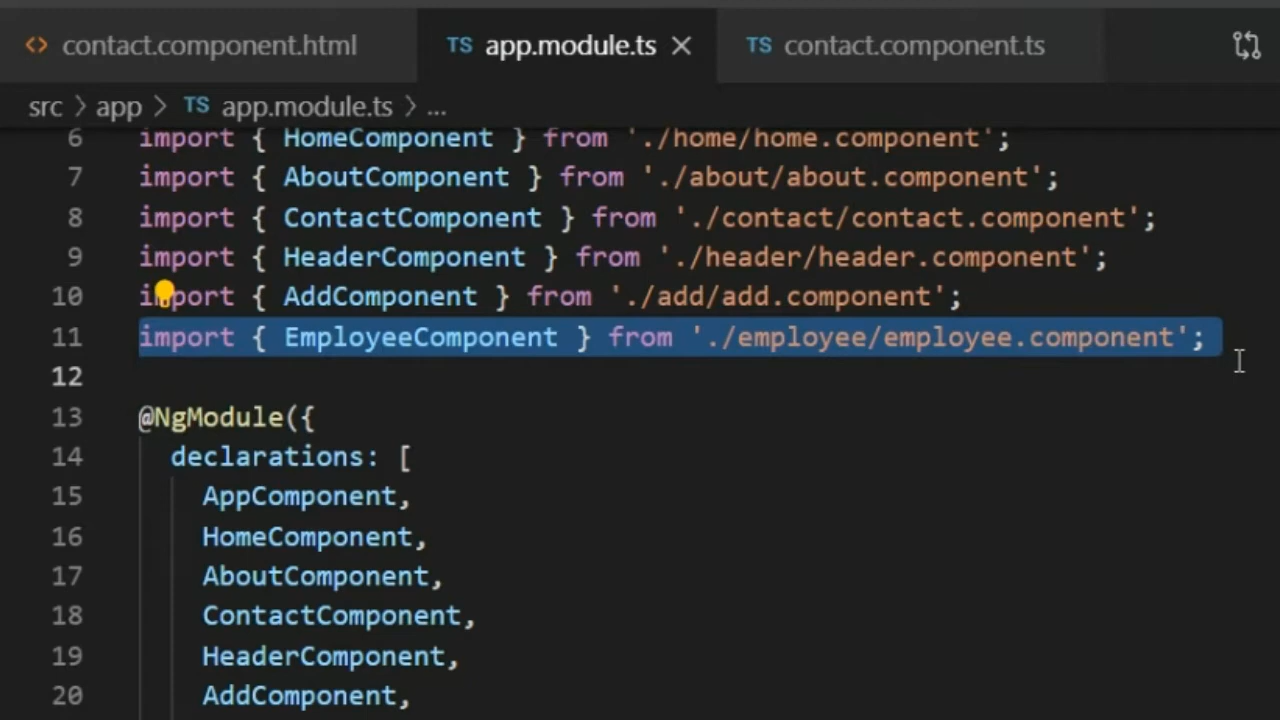 <> contact.component.html TS app.module.ts × TS contact.component.ts
src > app > TS app.module.ts > ...
6 import { HomeComponent } from './home/home.component';
7 import { AboutComponent } from './about/about.component';
8 import { ContactComponent } from './contact/contact.component';
9 import { HeaderComponent } from './header/header.component';
10 import { AddComponent } from './add/add.component';
11 import { EmployeeComponent } from './employee/employee.component';
12
13 @NgModule({
14 declarations: [
15 AppComponent,
16 HomeComponent,
17 AboutComponent,
18 ContactComponent,
19 HeaderComponent,
20 AddComponent,